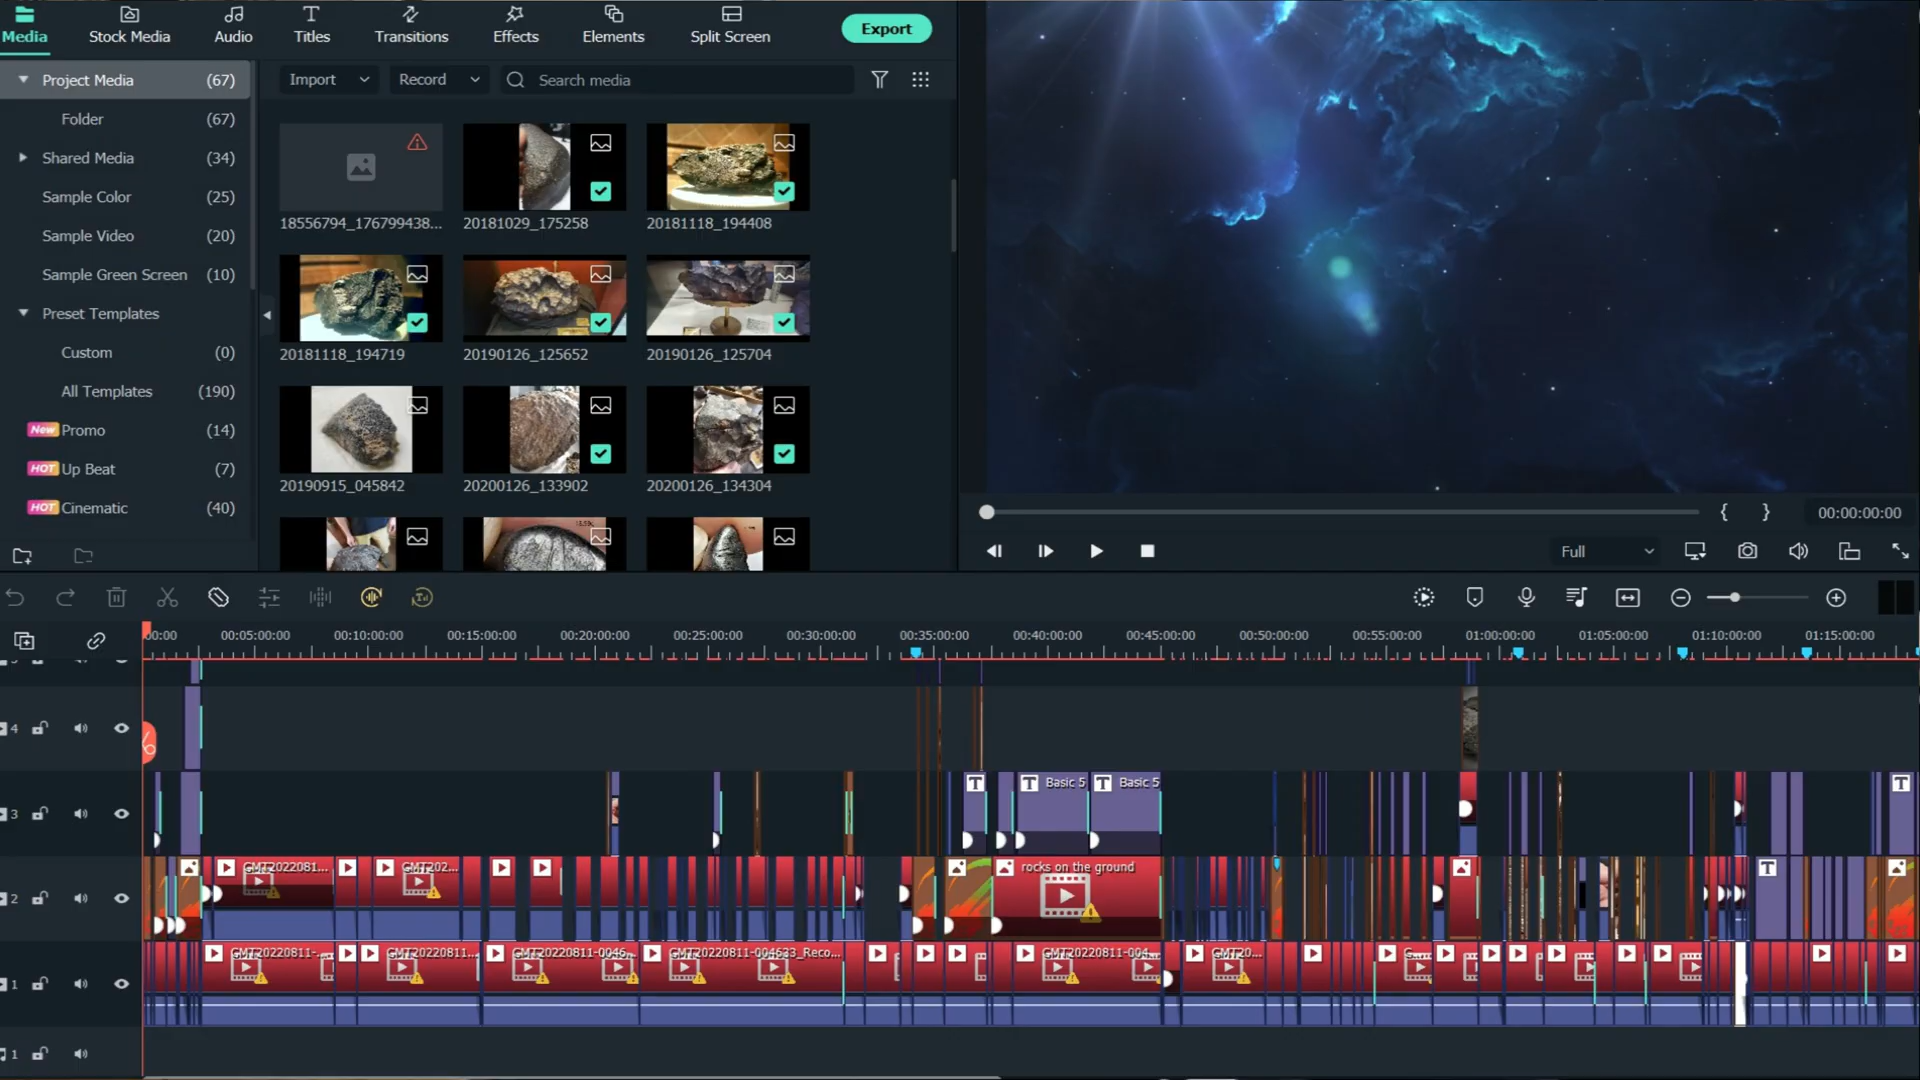 Media
Stock Media
Audio
Titles
Transitions
Effects
Elements
Split Screen
Export
Project Media (67)
Folder (67)
Shared Media (34)
Sample Color (25)
Sample Video (20)
Sample Green Screen (10)
Preset Templates
Custom (0)
All Templates (190)
New Promo (14)
HOT Up Beat (7)
HOT Cinematic (40)
Import
Record
Search media
18556794_176799438...
20181029_175258
20181118_194408
20181118_194719
20190126_125652
20190126_125704
20190915_045842
20200126_133902
20200126_134304
{ }
00:00:00:00
Full
00:00
00:05:00:00
00:10:00:00
00:15:00:00
00:20:00:00
00:25:00:00
00:30:00:00
00:35:00:00
00:40:00:00
00:45:00:00
00:50:00:00
00:55:00:00
01:00:00:00
01:05:00:00
01:10:00:00
01:15:00:00
4
3
T
T Basic 5
T Basic 5
T
2
GMT2022081...
GMT202...
rocks on the ground
T
1
GMT20220811-...
GMT20220811...
GMT20220811-0046...
GMT20220811-004633_Reco...
GMT20220811-004...
GMT20...
1